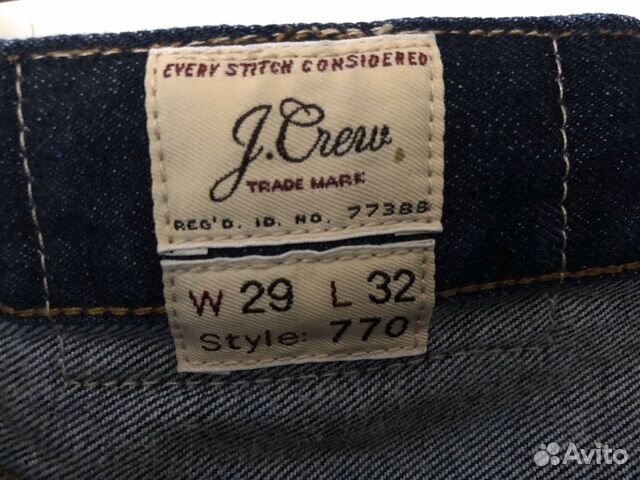 EVERY STITCH CONSIDERED
J.Crew
TRADE MARK
REG'D. ID. NO. 77388
W 29 L 32
Style: 770
Avito